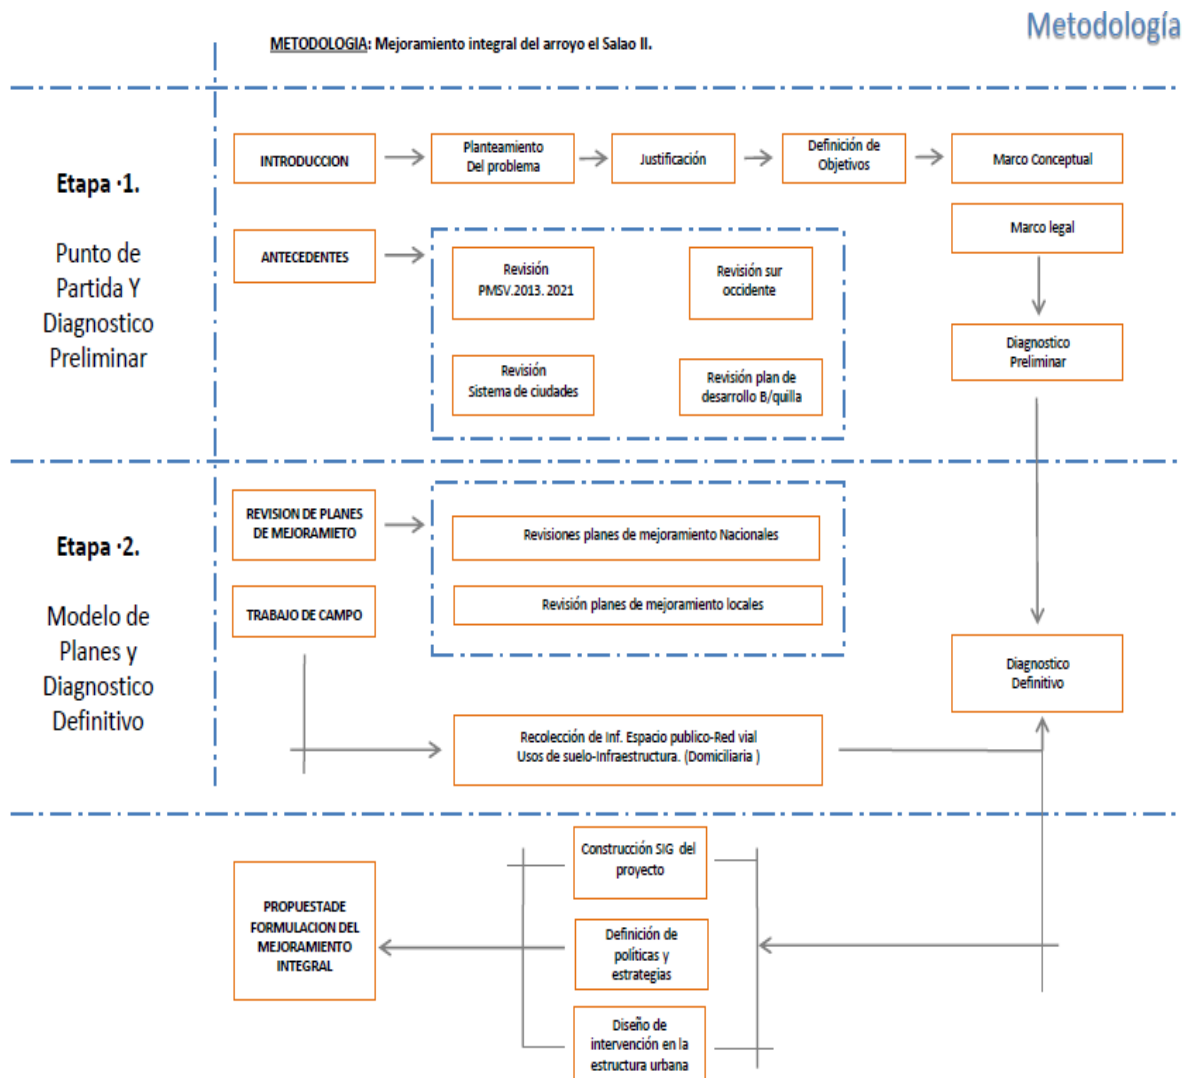 Metodología
METODOLOGIA: Mejoramiento integral del arroyo el Salao II.
Etapa ·1.
Punto de
Partida Y
Diagnostico
Preliminar
INTRODUCCION
Planteamiento
Del problema
Justificación
Definición de
Objetivos
Marco Conceptual
Marco legal
ANTECEDENTES
Revisión
PMSV.2013. 2021
Revisión sur
occidente
Revisión
Sistema de ciudades
Revisión plan de
desarrollo B/quilla
Diagnostico
Preliminar
Etapa ·2.
Modelo de
Planes y
Diagnostico
Definitivo
REVISION DE PLANES
DE MEJORAMIETO
Revisiones planes de mejoramiento Nacionales
TRABAJO DE CAMPO
Revisión planes de mejoramiento locales
Diagnostico
Definitivo
Recolección de Inf. Espacio publico-Red vial
Usos de suelo-Infraestructura. (Domiciliaria )
PROPUESTADE
FORMULACION DEL
MEJORAMIENTO
INTEGRAL
Construcción SIG del
proyecto
Definición de
políticas y
estrategias
Diseño de
intervención en la
estructura urbana